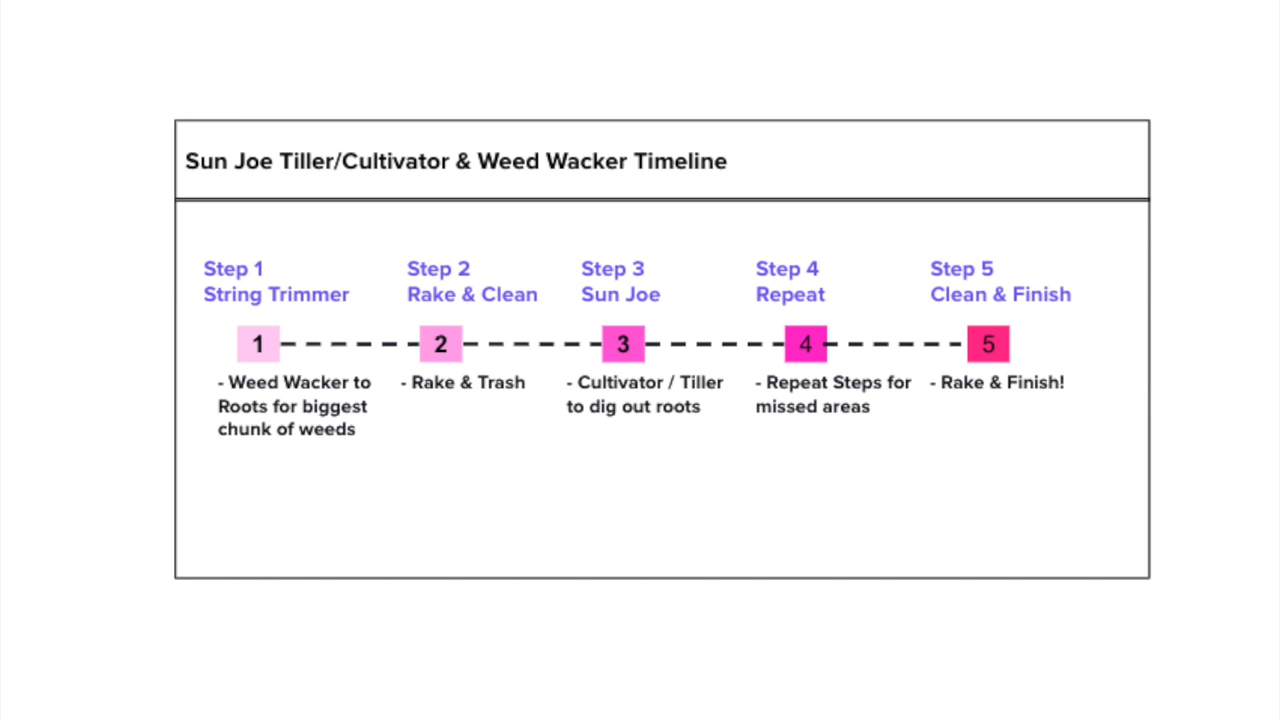 Sun Joe Tiller/Cultivator & Weed Wacker Timeline
Step 1
String Trimmer
Step 2
Rake & Clean
Step 3
Sun Joe
Step 4
Repeat
Step 5
Clean & Finish
1
2
3
4
5
- Weed Wacker to
Roots for biggest
chunk of weeds
- Rake & Trash
- Cultivator / Tiller
to dig out roots
- Repeat Steps for
missed areas
- Rake & Finish!